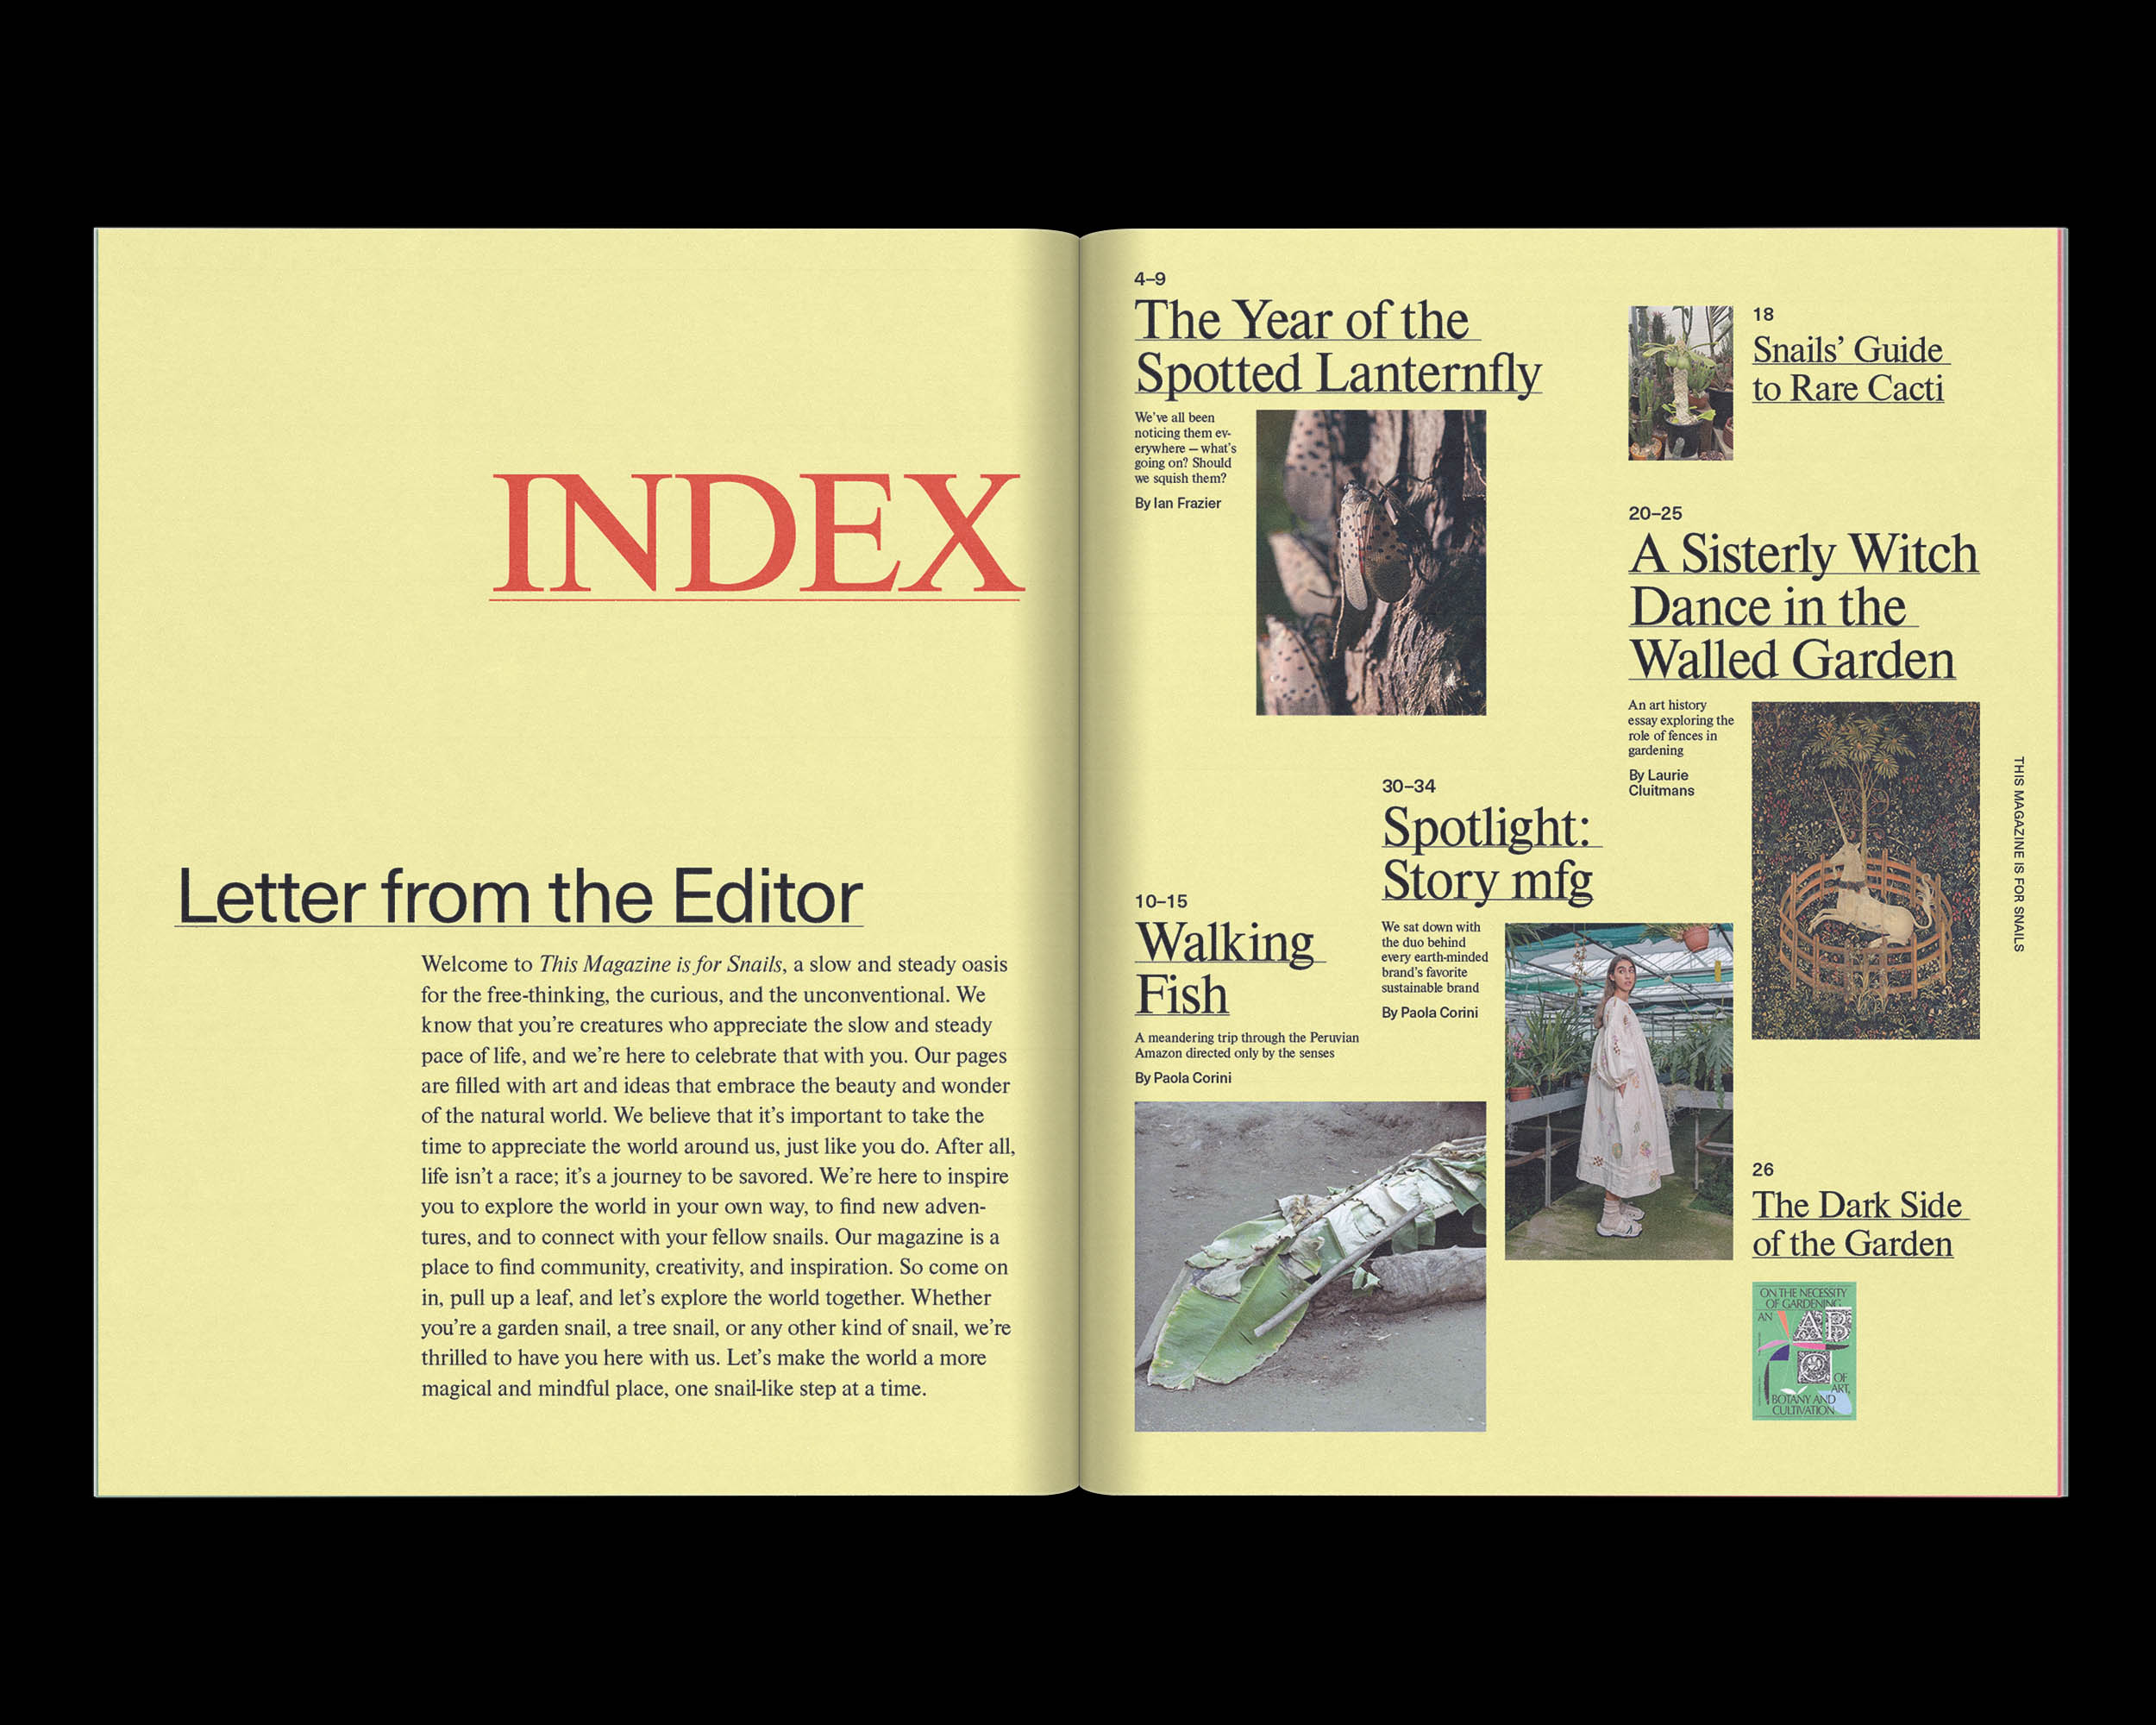 INDEX
Letter from the Editor
Welcome to This Magazine is for Snails, a slow and steady oasis
for the free-thinking, the curious, and the unconventional. We
know that you’re creatures who appreciate the slow and steady
pace of life, and we’re here to celebrate that with you. Our pages
are filled with art and ideas that embrace the beauty and wonder
of the natural world. We believe that it’s important to take the
time to appreciate the world around us, just like you do. After all,
life isn’t a race; it’s a journey to be savored. We’re here to inspire
you to explore the world in your own way, to find new adven-
tures, and to connect with your fellow snails. Our magazine is a
place to find community, creativity, and inspiration. So come on
in, pull up a leaf, and let’s explore the world together. Whether
you’re a garden snail, a tree snail, or any other kind of snail, we’re
thrilled to have you here with us. Let’s make the world a more
magical and mindful place, one snail-like step at a time.
4–9
The Year of the
Spotted Lanternfly
We’ve all been
noticing them ev-
erywhere – what’s
going on? Should
we squish them?
By Ian Frazier
10–15
Walking
Fish
A meandering trip through the Peruvian
Amazon directed only by the senses
By Paola Corini
30–34
Spotlight:
Story mfg
We sat down with
the duo behind
every earth-minded
brand’s favorite
sustainable brand
By Paola Corini
18
Snails’ Guide
to Rare Cacti
20–25
A Sisterly Witch
Dance in the
Walled Garden
An art history
essay exploring the
role of fences in
gardening
By Laurie
Cluitmans
26
The Dark Side
of the Garden
ON THE NECESSITY
OF GARDENING
AN
AB
C
OF
ART,
BOTANY AND
CULTIVATION
THIS MAGAZINE IS FOR SNAILS